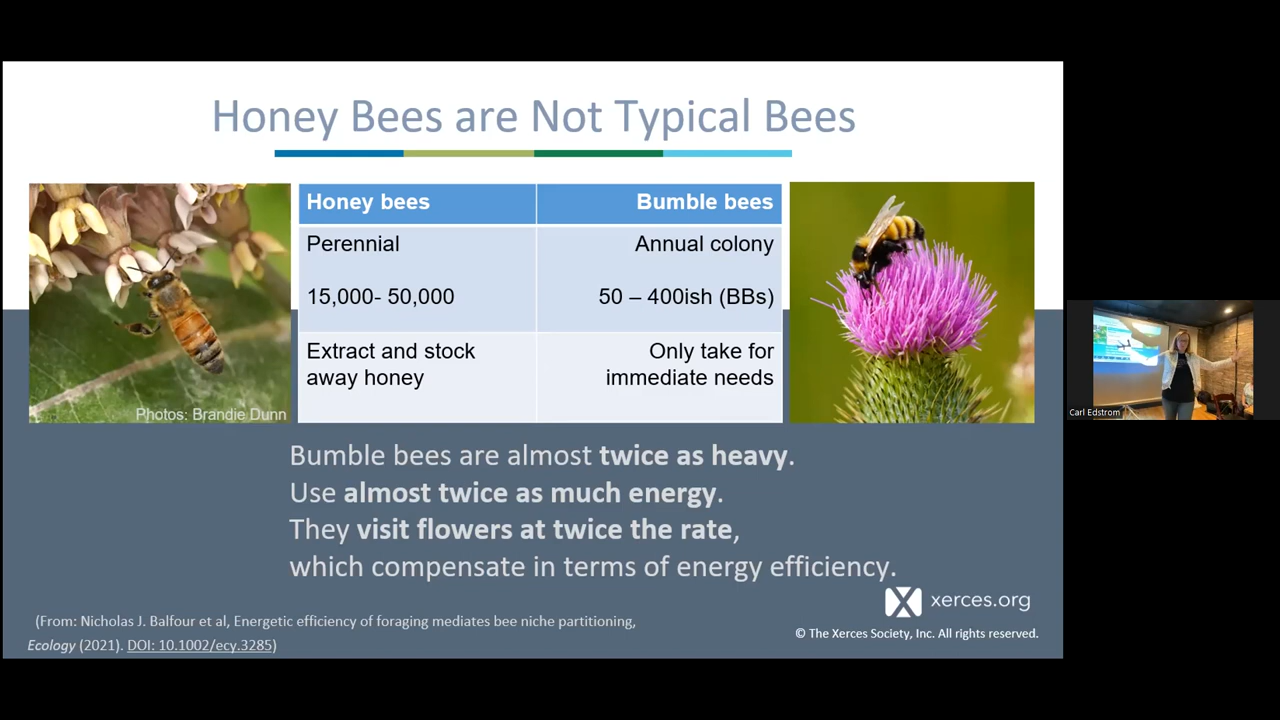 Honey Bees are Not Typical Bees
Honey bees
Bumble bees
Perennial
Annual colony
15,000- 50,000
50 – 400ish (BBs)
Extract and stock
away honey
Only take for
immediate needs
Photos: Brandie Dunn
Bumble bees are almost twice as heavy.
Use almost twice as much energy.
They visit flowers at twice the rate,
which compensate in terms of energy efficiency.
xerces.org
(From: Nicholas J. Balfour et al, Energetic efficiency of foraging mediates bee niche partitioning,
Ecology (2021). DOI: 10.1002/ecy.3285)
© The Xerces Society, Inc. All rights reserved.
Carl Edstrom